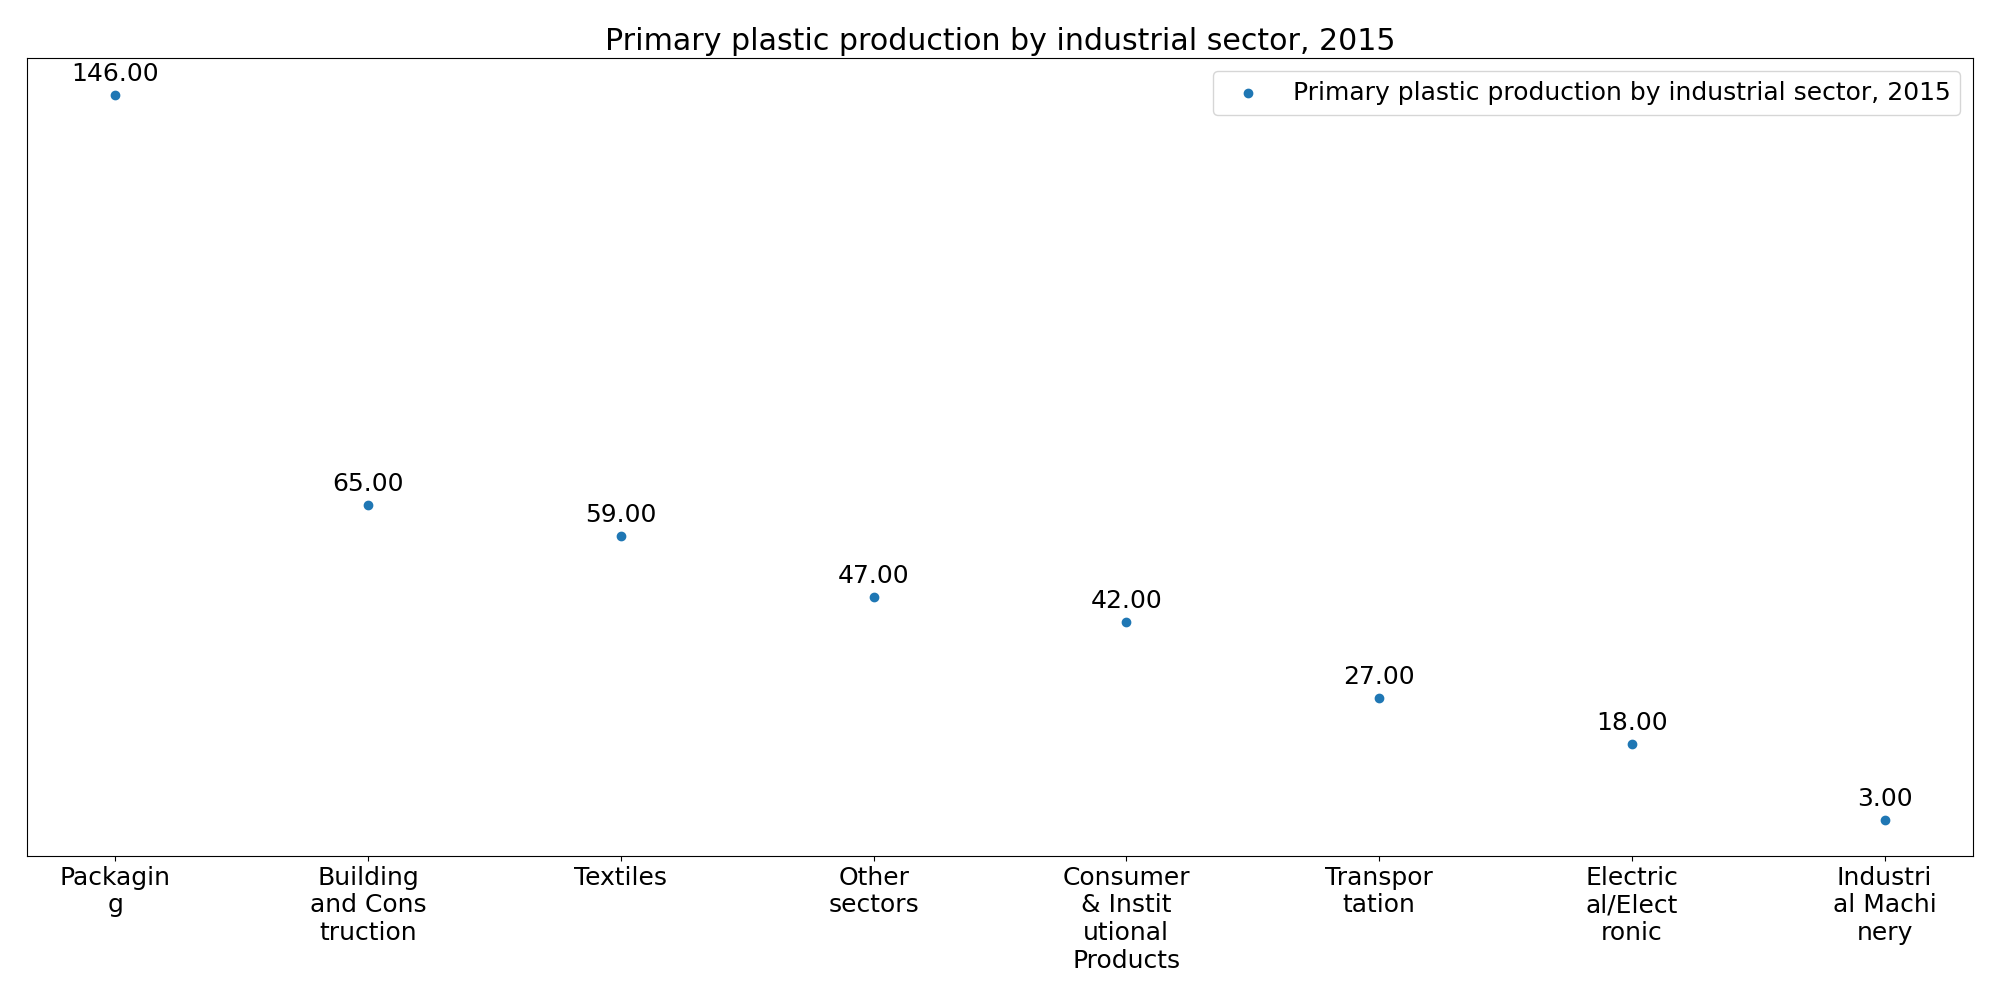 Primary plastic production by industrial sector, 2015
Primary plastic production by industrial sector, 2015
146.00
65.00
59.00
47.00
42.00
27.00
18.00
3.00
Packagin
g
Building
and Cons
truction
Textiles
Other
sectors
Consumer
& Instit
utional
Products
Transpor
tation
Electric
al/Elect
ronic
Industri
al Machi
nery